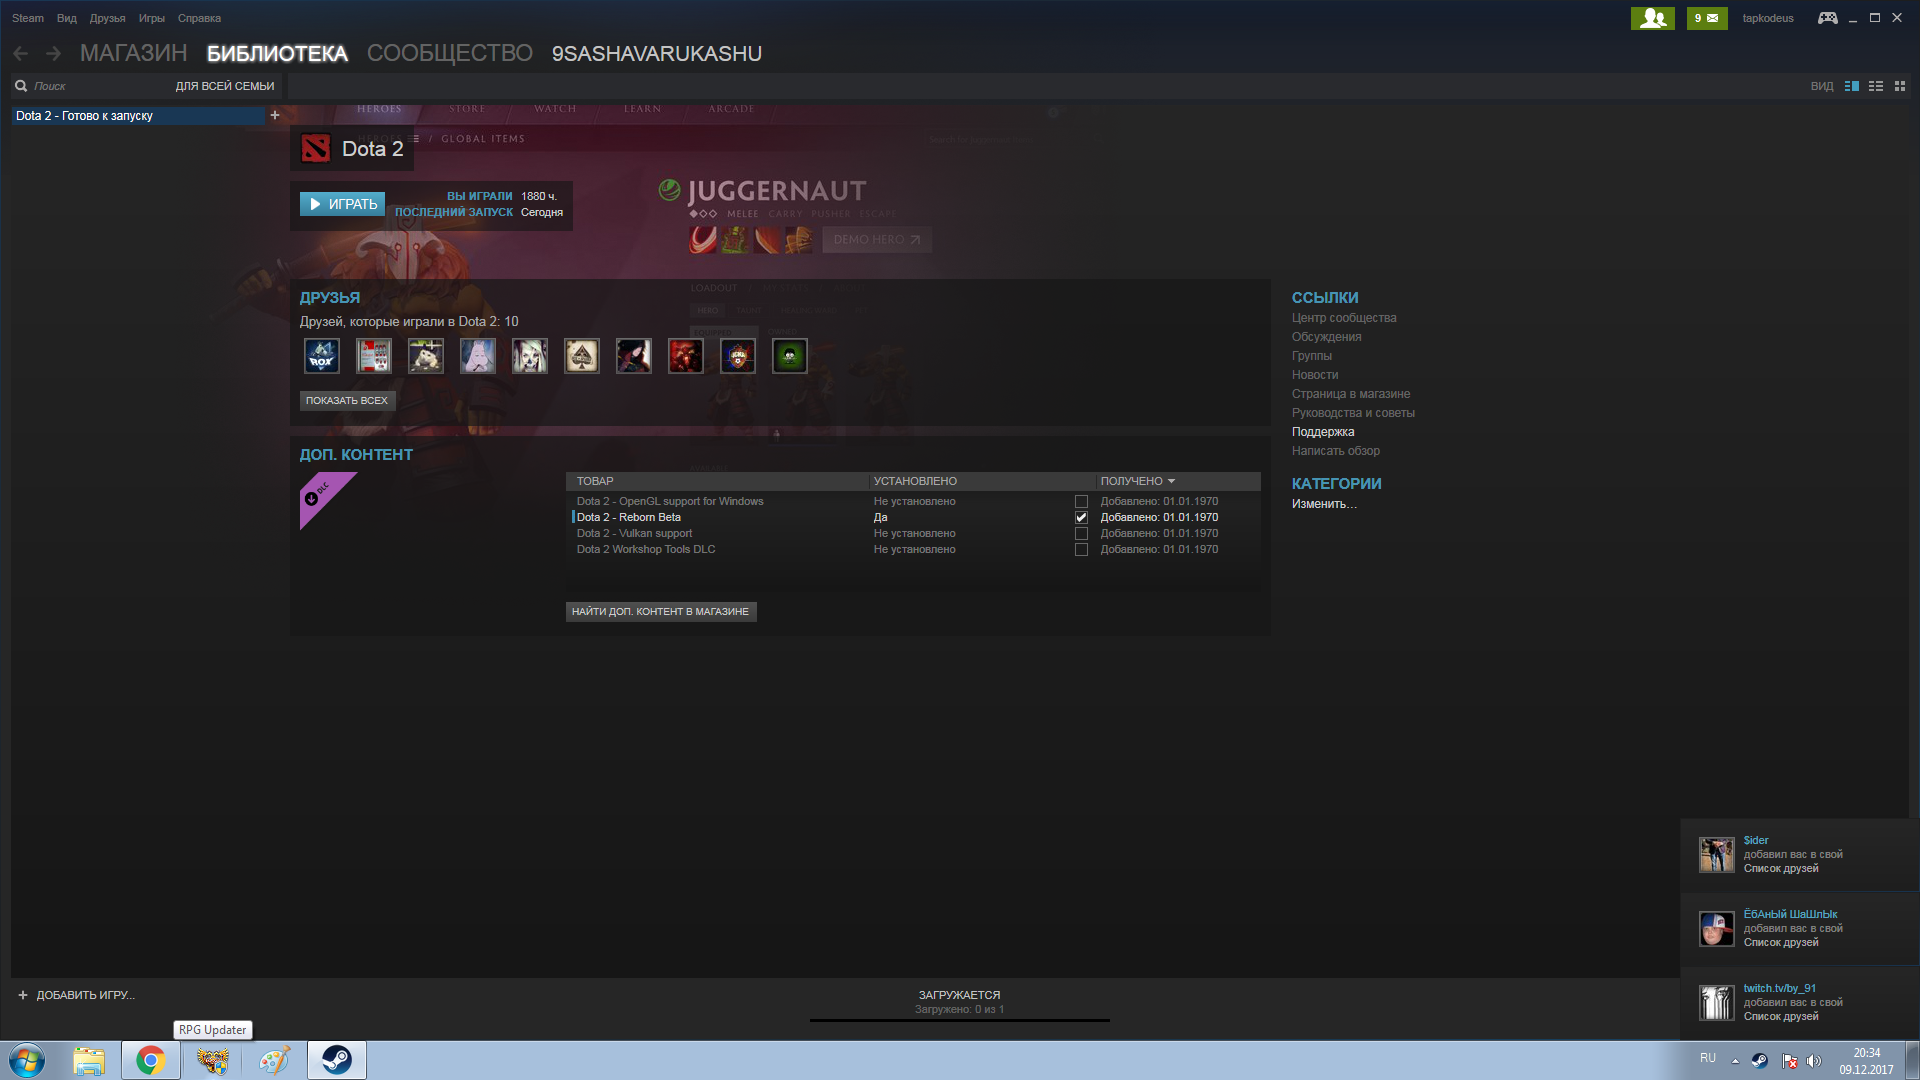 Steam Вид Друзья Игры Справка
9
tapkodeus
МАГАЗИН БИБЛИОТЕКА СООБЩЕСТВО 9SASHAVARUKASHU
Поиск ДЛЯ ВСЕЙ СЕМЬИ
ВИД
Dota 2 - Готово к запуску +
HEROES STORE WATCH LEARN ARCADE
HEROES / GLOBAL ITEMS
Dota 2
ИГРАТЬ
ВЫ ИГРАЛИ 1880 ч.
ПОСЛЕДНИЙ ЗАПУСК Сегодня
JUGGERNAUT
MELEE CARRY PUSHER ESCAPE
DEMO HERO
LOADOUT
HERO
EQUIPPED
ДРУЗЬЯ
Друзей, которые играли в Dota 2: 10
ROX
ПОКАЗАТЬ ВСЕХ
ССЫЛКИ
Центр сообщества
Обсуждения
Группы
Новости
Страница в магазине
Руководства и советы
Поддержка
Написать обзор
КАТЕГОРИИ
Изменить...
ДОП. КОНТЕНТ
DLC
ТОВАР УСТАНОВЛЕНО ПОЛУЧЕНО
Dota 2 - OpenGL support for Windows Не установлено Добавлено: 01.01.1970
Dota 2 - Reborn Beta Да Добавлено: 01.01.1970
Dota 2 - Vulkan support Не установлено Добавлено: 01.01.1970
Dota 2 Workshop Tools DLC Не установлено Добавлено: 01.01.1970
НАЙТИ ДОП. КОНТЕНТ В МАГАЗИНЕ
$ider
добавил вас в свой
Список друзей
ЁбАнЫй ШаШлЫк
добавил вас в свой
Список друзей
twitch.tv/by_91
добавил вас в свой
Список друзей
+ ДОБАВИТЬ ИГРУ...
ЗАГРУЖАЕТСЯ
Загружено: 0 из 1
RPG Updater
RU
20:34
09.12.2017